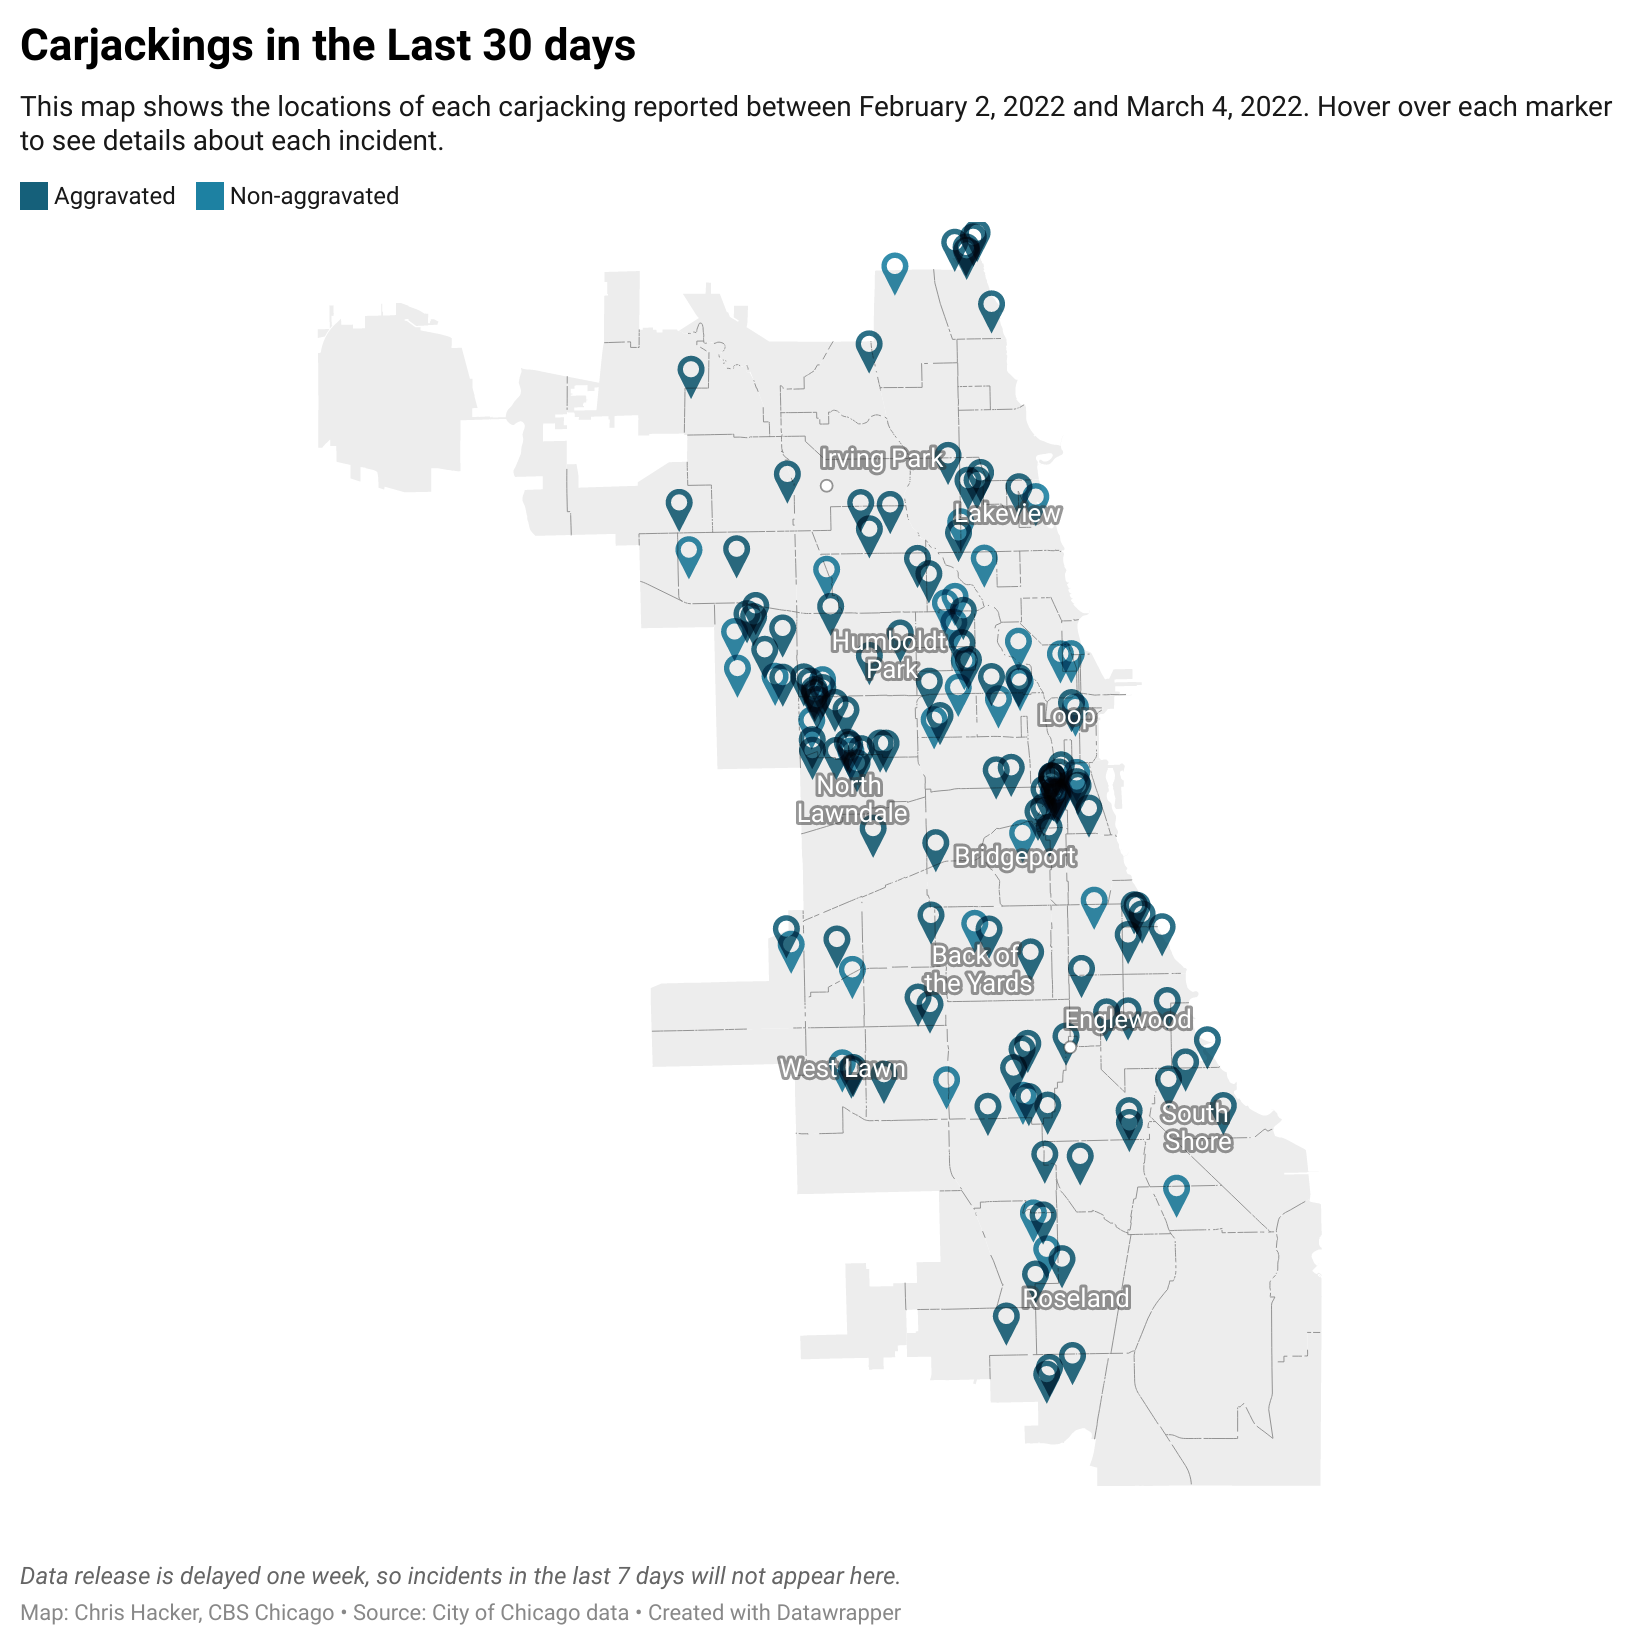 Carjackings in the Last 30 days
This map shows the locations of each carjacking reported between February 2, 2022 and March 4, 2022. Hover over each marker
to see details about each incident.
Aggravated Non-aggravated
Irving Park
Lakeview
Humboldt
Park
Loop
North
Lawndale
Bridgeport
Back of
the Yards
Englewood
West Lawn
South
Shore
Roseland
Data release is delayed one week, so incidents in the last 7 days will not appear here.
Map: Chris Hacker, CBS Chicago • Source: City of Chicago data • Created with Datawrapper